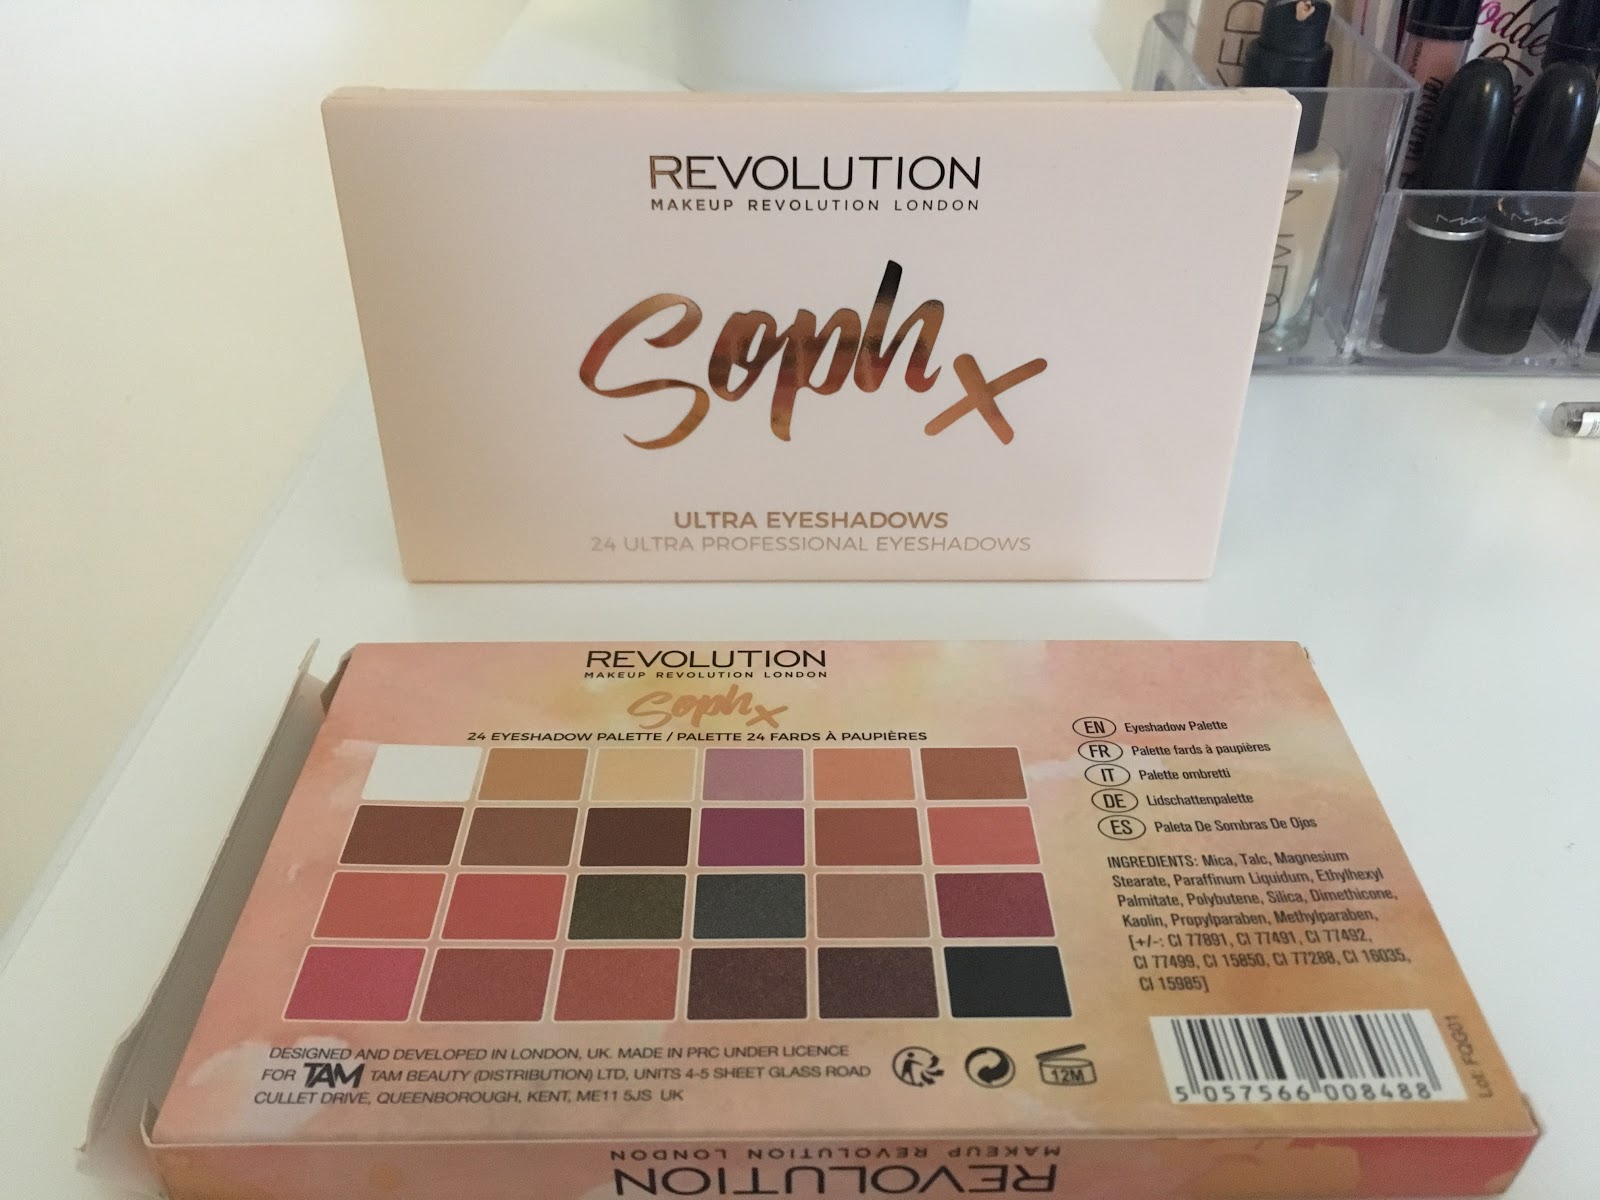 REVOLUTION
MAKEUP REVOLUTION LONDON
Soph X
ULTRA EYESHADOWS
24 ULTRA PROFESSIONAL EYESHADOWS
MAC
MAC
REVOLUTION
MAKEUP REVOLUTION LONDON
Soph X
24 EYESHADOW PALETTE / PALETTE 24 FARDS À PAUPIÈRES
EN Eyeshadow Palette
FR Palette fards à paupières
IT Palette ombretti
DE Lidschattenpalette
ES Paleta De Sombras De Ojos
INGREDIENTS: Mica, Talc, Magnesium
Stearate, Paraffinum Liquidum, Ethylhexyl
Palmitate, Polybutene, Silica, Dimethicone,
Kaolin, Propylparaben, Methylparaben,
[+/-: CI 77891, CI 77491, CI 77492,
CI 77499, CI 15850, CI 77288, CI 16035,
CI 15985]
DESIGNED AND DEVELOPED IN LONDON, UK. MADE IN PRC UNDER LICENCE
FOR TAM TAM BEAUTY (DISTRIBUTION) LTD, UNITS 4-5 SHEET GLASS ROAD
CULLET DRIVE, QUEENBOROUGH, KENT, ME11 5JS UK
12M
5 057566 008488
MAKEUP REVOLUTION LONDON
REVOLUTION